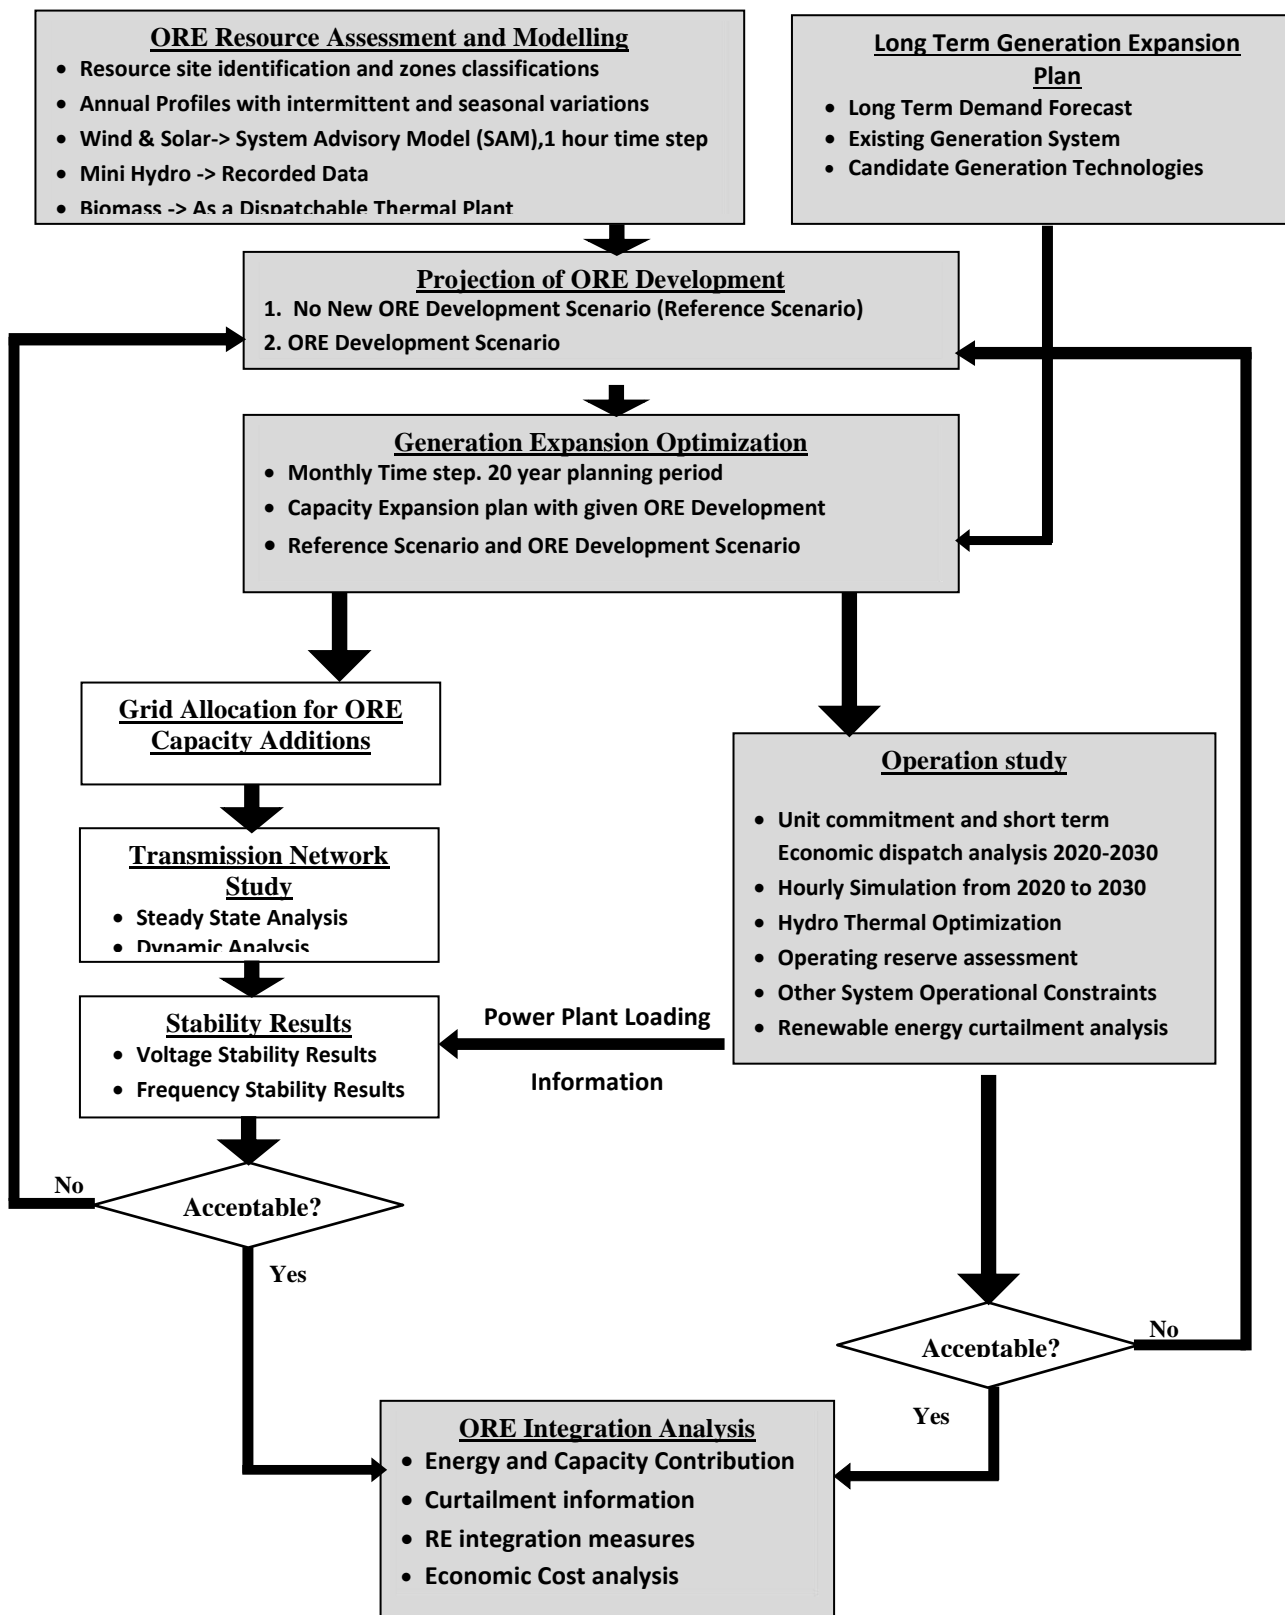 ORE Resource Assessment and Modelling
• Resource site identification and zones classifications
• Annual Profiles with intermittent and seasonal variations
• Wind & Solar-> System Advisory Model (SAM),1 hour time step
• Mini Hydro -> Recorded Data
• Biomass -> As a Dispatchable Thermal Plant
Long Term Generation Expansion
Plan
• Long Term Demand Forecast
• Existing Generation System
• Candidate Generation Technologies
Projection of ORE Development
1. No New ORE Development Scenario (Reference Scenario)
2. ORE Development Scenario
Generation Expansion Optimization
• Monthly Time step. 20 year planning period
• Capacity Expansion plan with given ORE Development
• Reference Scenario and ORE Development Scenario
Grid Allocation for ORE
Capacity Additions
Transmission Network
Study
• Steady State Analysis
• Dynamic Analysis
Stability Results
• Voltage Stability Results
• Frequency Stability Results
Power Plant Loading
Information
Operation study
• Unit commitment and short term
Economic dispatch analysis 2020-2030
• Hourly Simulation from 2020 to 2030
• Hydro Thermal Optimization
• Operating reserve assessment
• Other System Operational Constraints
• Renewable energy curtailment analysis
No
Acceptable?
Yes
No
Acceptable?
Yes
ORE Integration Analysis
• Energy and Capacity Contribution
• Curtailment information
• RE integration measures
• Economic Cost analysis